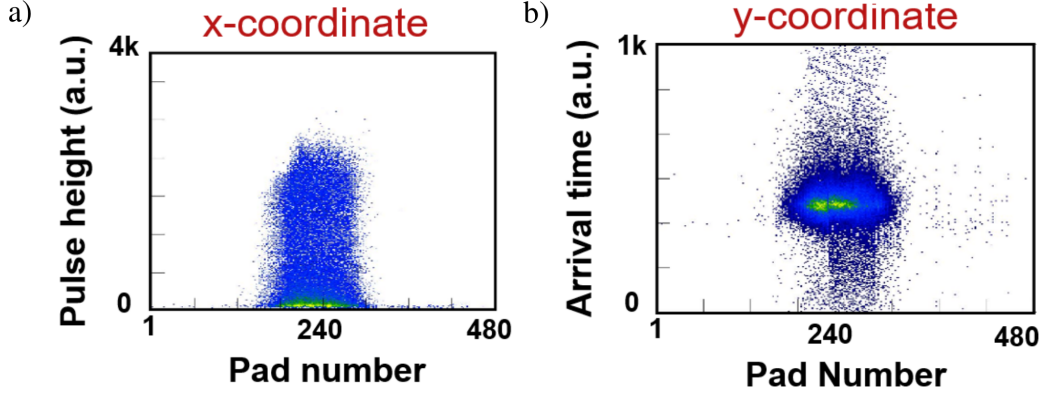 a)
x-coordinate
4k
Pulse height (a.u.)
0
1
240
480
Pad number
b)
y-coordinate
1k
Arrival time (a.u.)
0
1
240
480
Pad Number